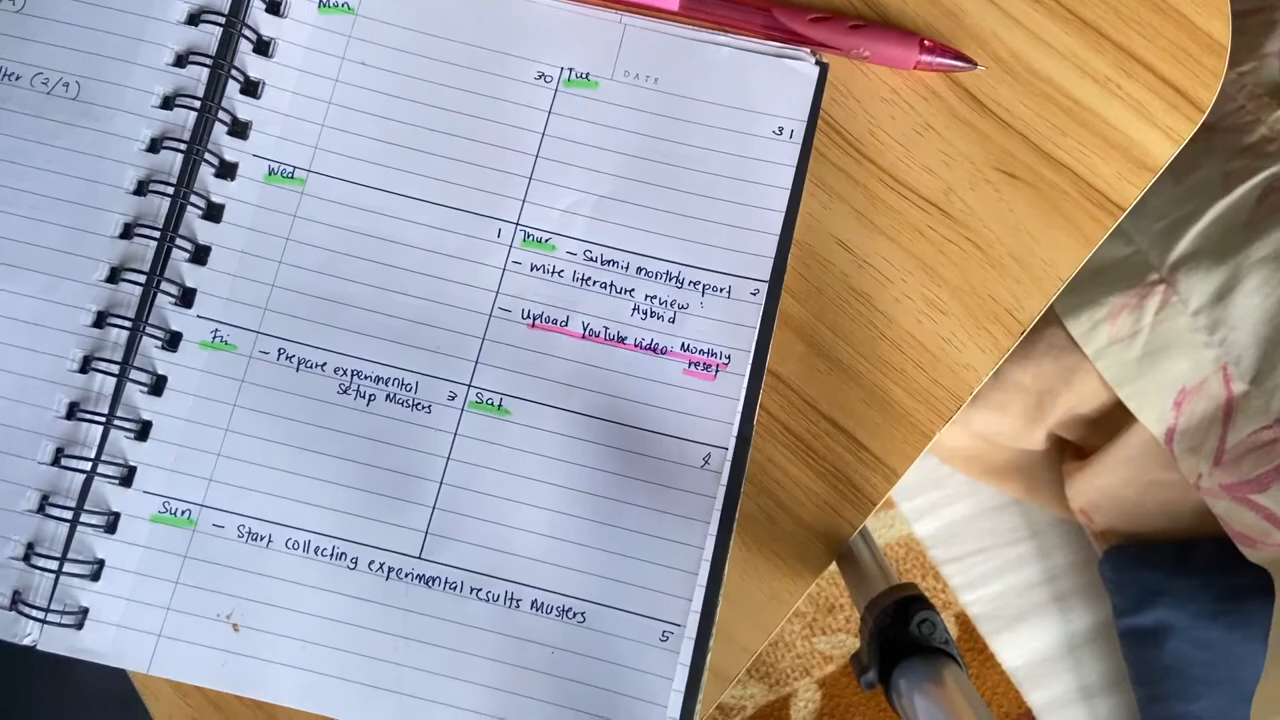 (2/9)
Mon
30
Tue
DATE
31
Wed
1
Thur
- Submit monthly report
2
- write literature review :
Hybrid
- Upload YouTube video: Monthly
reset
Fri
- Prepare experimental
setup Masters
3
Sat
4
Sun
- Start collecting experimental results Masters
5